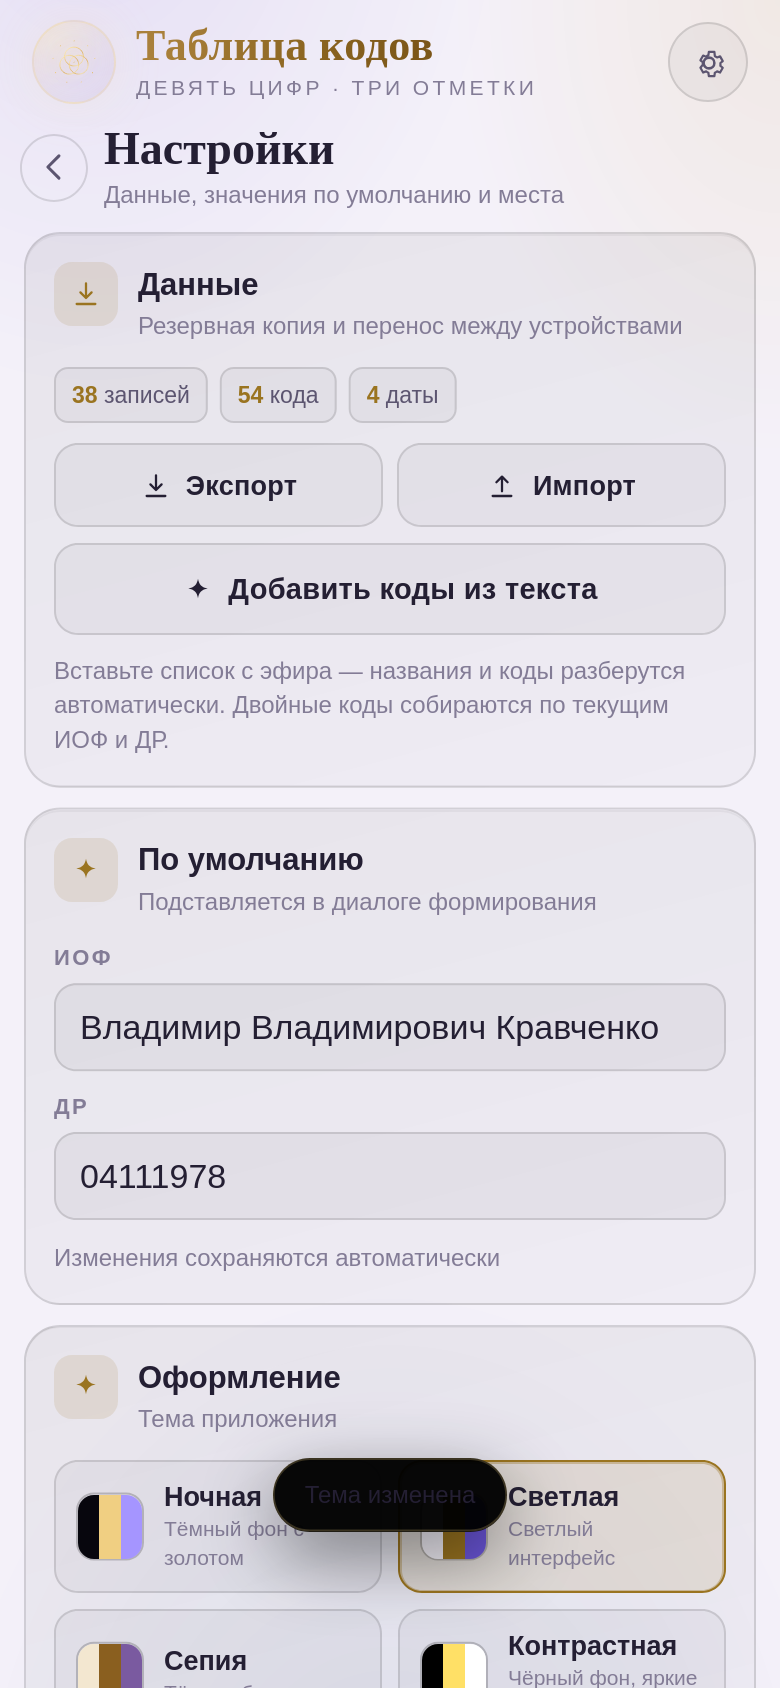 Таблица кодов
ДЕВЯТЬ ЦИФР · ТРИ ОТМЕТКИ
Настройки
Данные, значения по умолчанию и места
Данные
Резервная копия и перенос между устройствами
38 записей
54 кода
4 даты
Экспорт
Импорт
Добавить коды из текста
Вставьте список с эфира — названия и коды разберутся
автоматически. Двойные коды собираются по текущим
ИОФ и ДР.
По умолчанию
Подставляется в диалоге формирования
ИОФ
Владимир Владимирович Кравченко
ДР
04111978
Изменения сохраняются автоматически
Оформление
Тема приложения
Ночная
Тёмный фон с
золотом
Тема изменена
Светлая
Светлый
интерфейс
Сепия
Контрастная
Чёрный фон, яркие